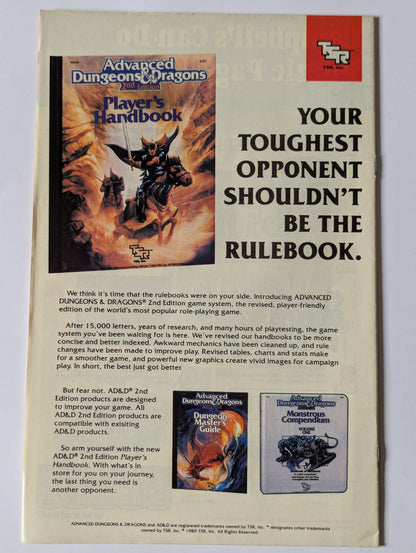 TSR
TSR, Inc.
Advanced
Dungeons & Dragons
2nd Edition
Player's
Handbook
TSR
TSR, Inc.
YOUR
TOUGHEST
OPPONENT
SHOULDN'T
BE THE
RULEBOOK.
We think it's time that the rulebooks were on your side. Introducing ADVANCED
DUNGEONS & DRAGONS® 2nd Edition game system, the revised, player-friendly
edition of the world's most popular role-playing game.
After 15,000 letters, years of research, and many hours of playtesting, the game
system you've been waiting for is here. We've revised our handbooks to be more
concise and better indexed. Awkward mechanics have been cleaned up, and rule
changes have been made to improve play. Revised tables, charts and stats make
for a smoother game, and powerful new graphics create vivid images for campaign
play. In short, the best just got better.
But fear not. AD&D® 2nd
Edition products are designed
to improve your game. All
AD&D 2nd Edition products are
compatible with exisiting
AD&D products.
So arm yourself with the new
AD&D® 2nd Edition Player's
Handbook. With what's in
store for you on your journey,
the last thing you need is
another opponent.
Advanced
Dungeons & Dragons
2nd Edition
Dungeon
Master's
Guide
Advanced
Dungeons & Dragons
2nd Edition
Monstrous
Compendium
VOLUME
ONE
ADVANCED DUNGEONS & DRAGONS and AD&D are registered trademarks owned by TSR, Inc. ™ designates other trademarks
owned by TSR, Inc. ©1989 TSR, Inc. All Rights Reserved.